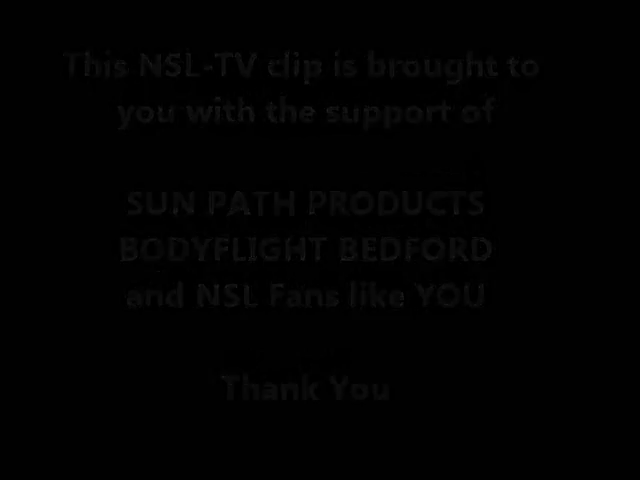 This NSL-TV clip is brought to
you with the support of
SUN PATH PRODUCTS
BODYFLIGHT BEDFORD
and NSL Fans like YOU
Thank You